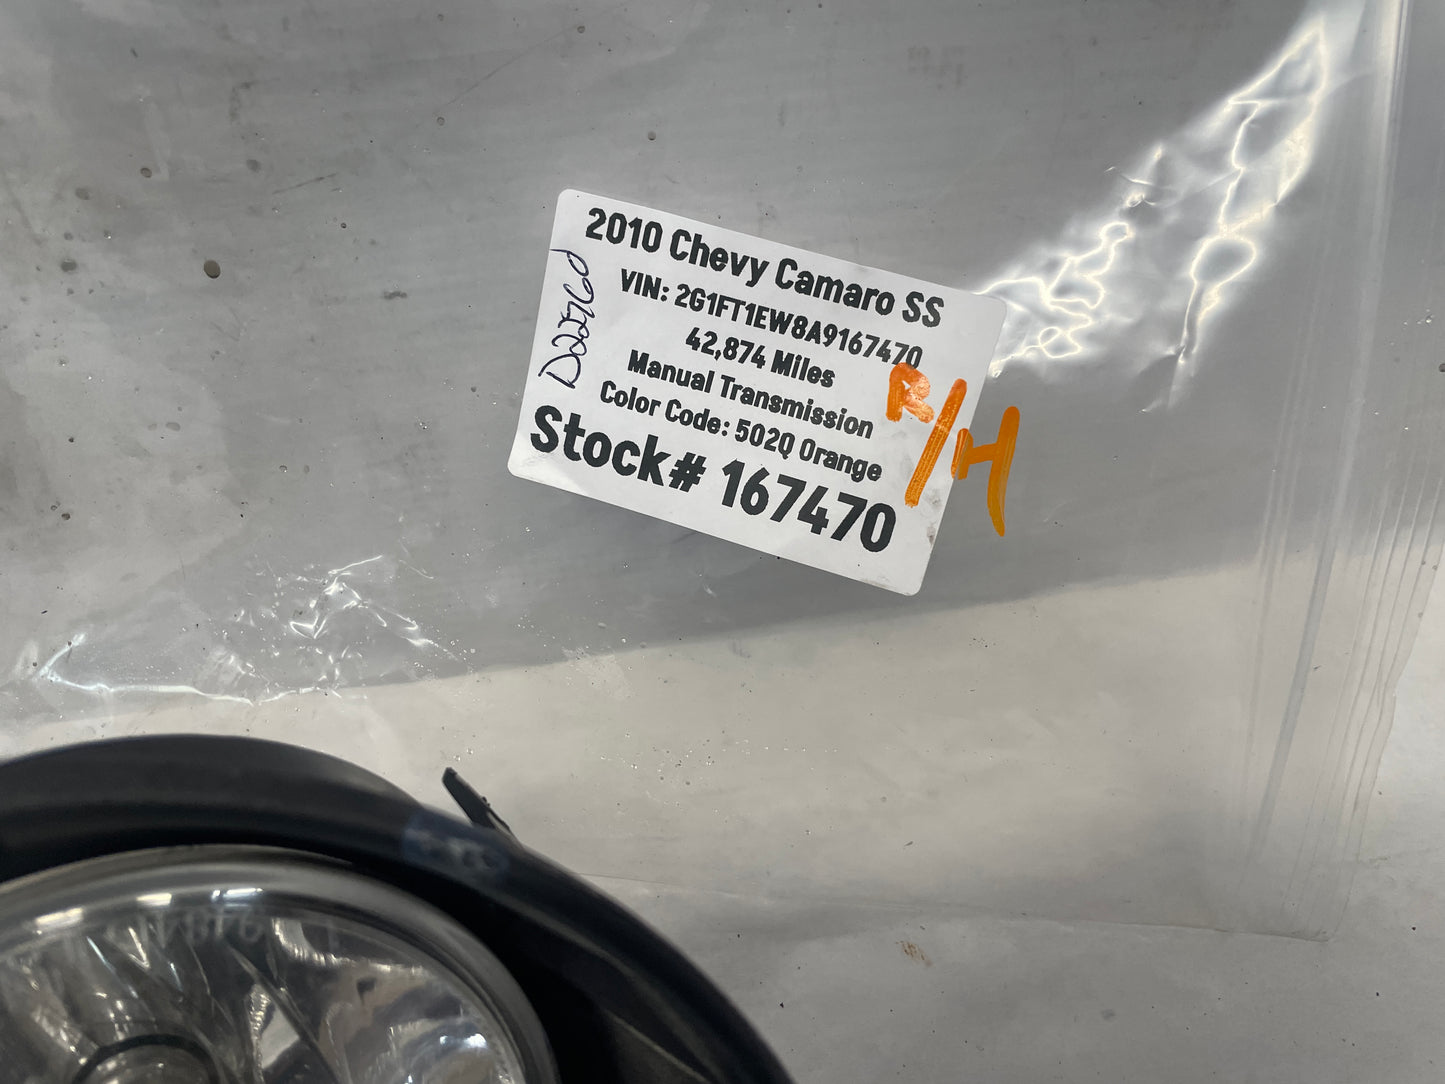 2010 Chevy Camaro SS
VIN: 2G1FT1EW8A9167470
42,874 Miles
Manual Transmission
Color Code: 502Q Orange
Stock# 167470
R/H